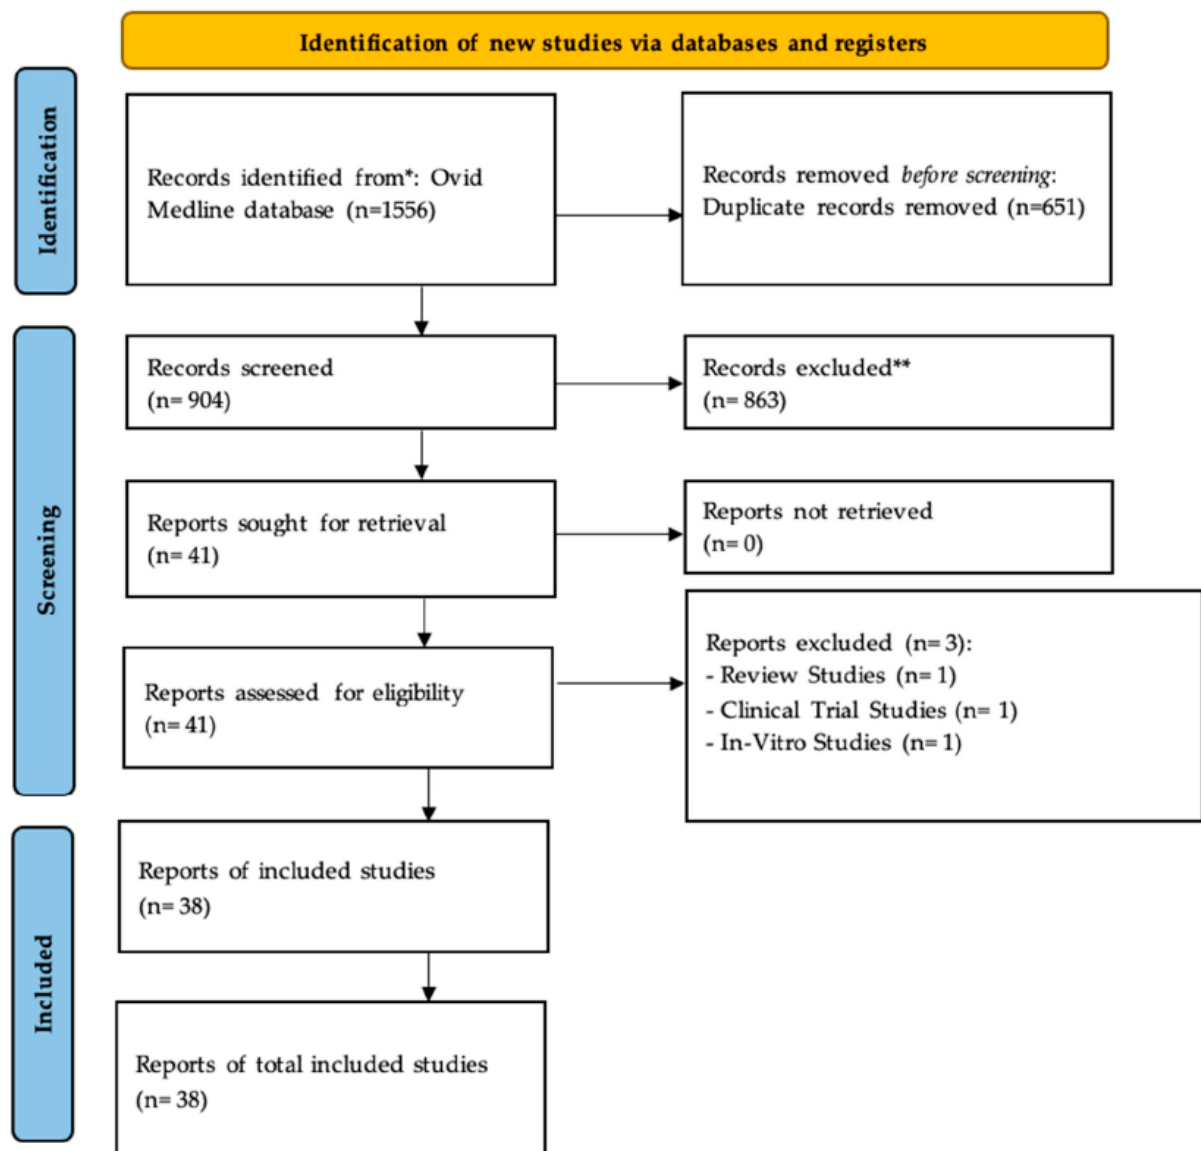 Identification of new studies via databases and registers
Identification
Records identified from*: Ovid
Medline database (n=1556)
Records removed before screening:
Duplicate records removed (n=651)
Screening
Records screened
(n= 904)
Records excluded**
(n= 863)
Reports sought for retrieval
(n= 41)
Reports not retrieved
(n= 0)
Reports assessed for eligibility
(n= 41)
Reports excluded (n= 3):
- Review Studies (n= 1)
- Clinical Trial Studies (n= 1)
- In-Vitro Studies (n= 1)
Included
Reports of included studies
(n= 38)
Reports of total included studies
(n= 38)